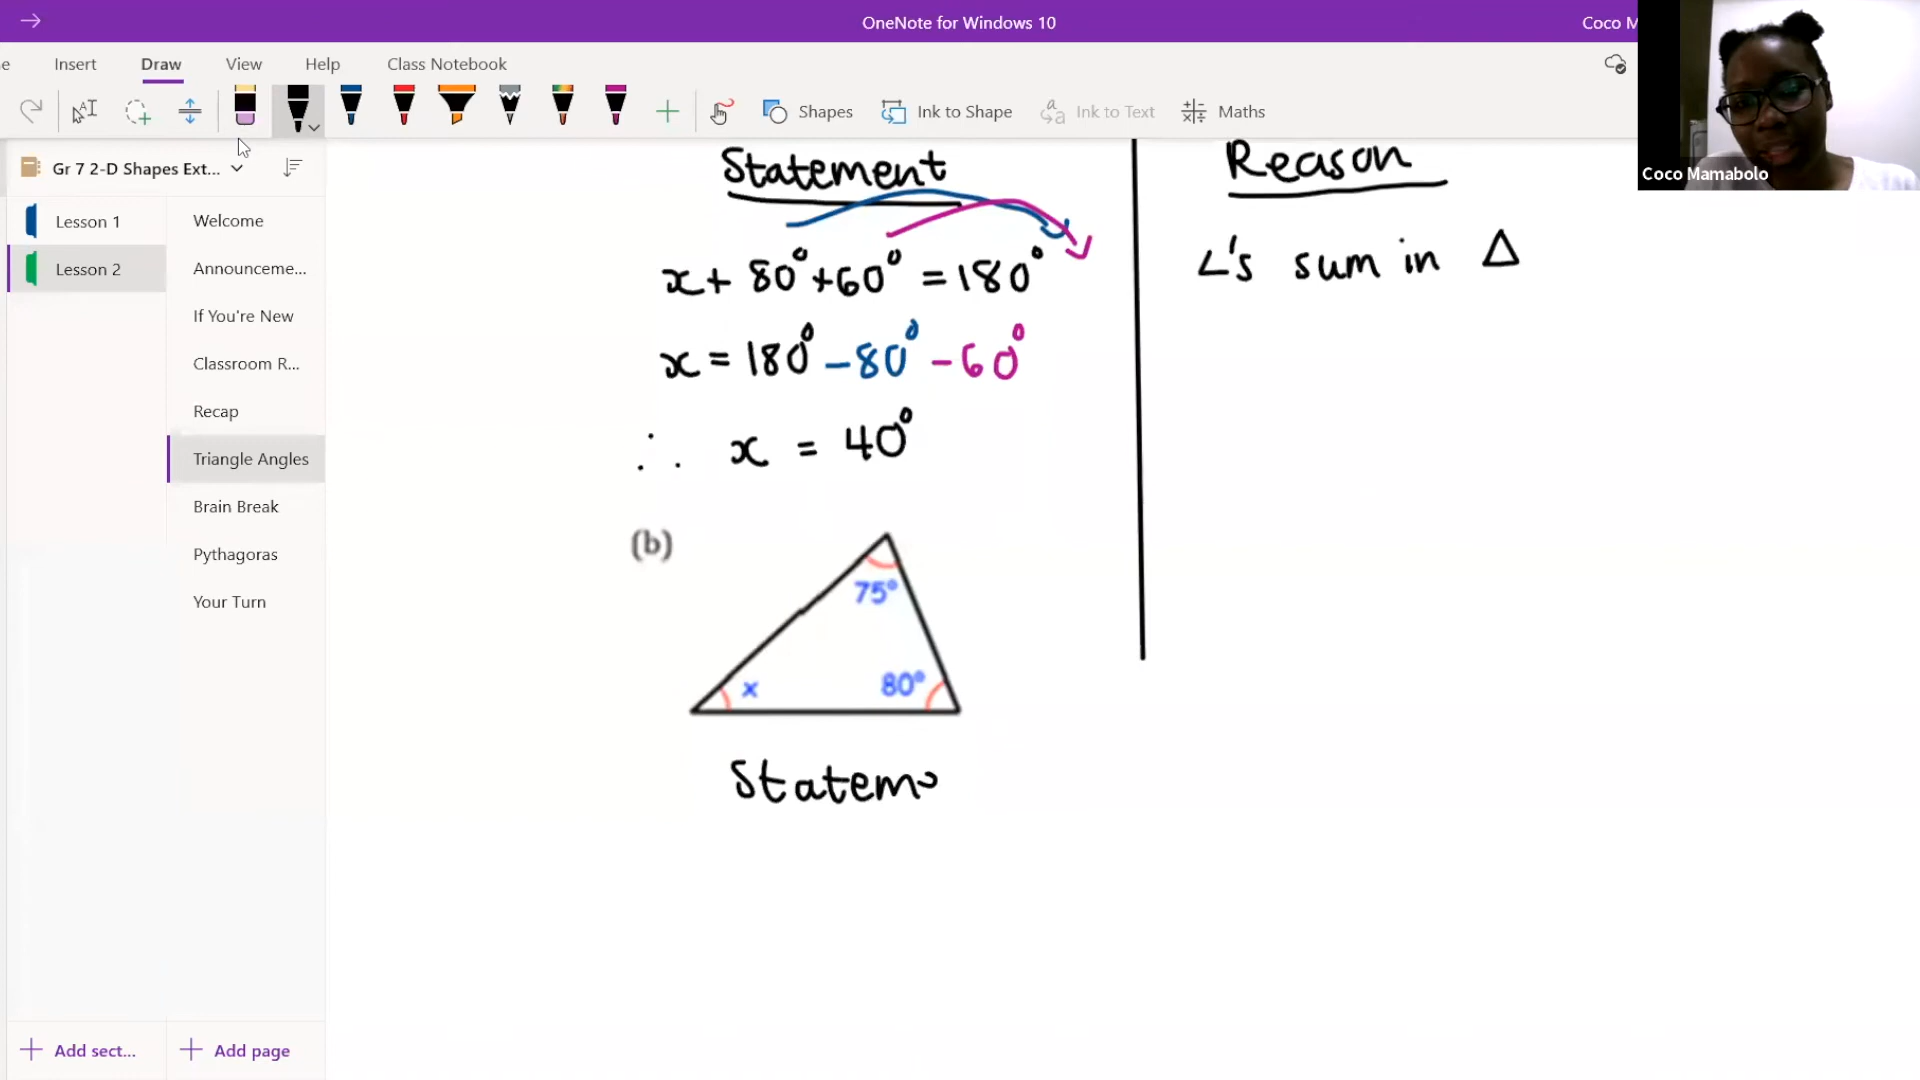 OneNote for Windows 10
Coco M
Insert Draw View Help Class Notebook
Shapes Ink to Shape Ink to Text Maths
Gr 7 2-D Shapes Ext...
Lesson 1
Lesson 2
Welcome
Announceme...
If You're New
Classroom R...
Recap
Triangle Angles
Brain Break
Pythagoras
Your Turn
Add sect...
Add page
Coco Mamabolo
Statement
x + 80° + 60° = 180°
x = 180° - 80° - 60°
∴ x = 40°
Reason
∠'s sum in Δ
(b)
75°
x 80°
Statem